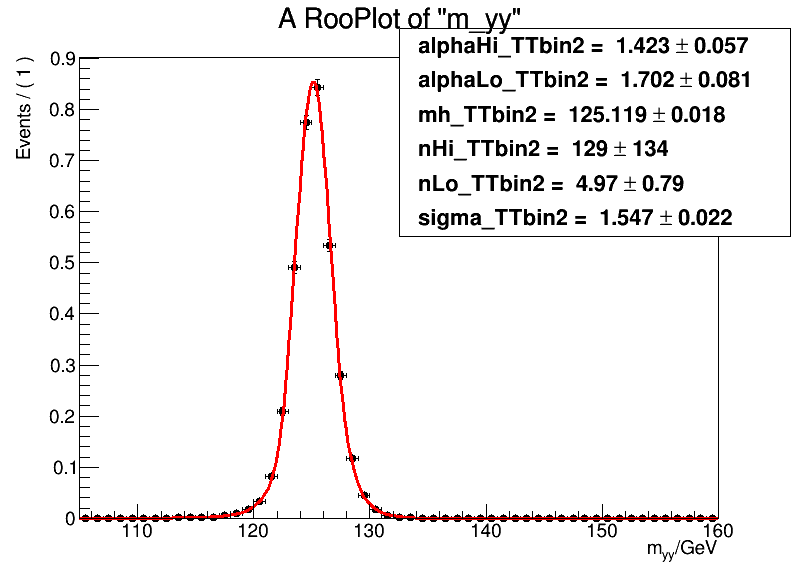 A RooPlot of "m_yy"
alphaHi_TTbin2 = 1.423 ± 0.057
alphaLo_TTbin2 = 1.702 ± 0.081
mh_TTbin2 = 125.119 ± 0.018
nHi_TTbin2 = 129 ± 134
nLo_TTbin2 = 4.97 ± 0.79
sigma_TTbin2 = 1.547 ± 0.022
Events / ( 1 )
0.9
0.8
0.7
0.6
0.5
0.4
0.3
0.2
0.1
0
110 120 130 140 150 160
m_yy/GeV